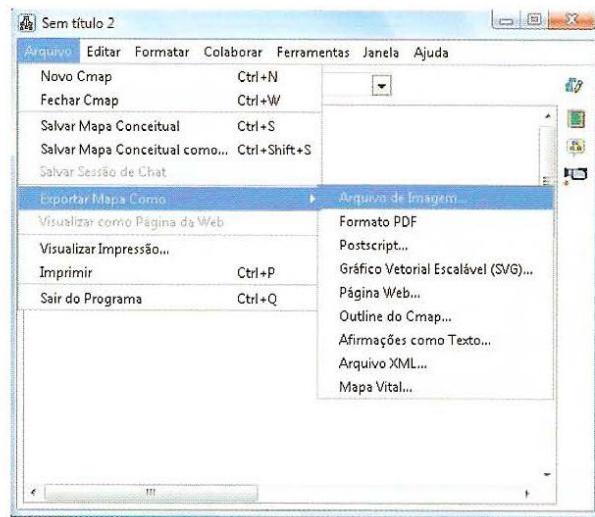 Sem título 2
Arquivo Editar Formatar Colaborar Ferramentas Janela Ajuda
Novo Cmap Ctrl+N
Fechar Cmap Ctrl+W
Salvar Mapa Conceitual Ctrl+S
Salvar Mapa Conceitual como... Ctrl+Shift+S
Salvar Sessão de Chat
Exportar Mapa Como
Visualizar como Página da Web
Visualizar Impressão...
Imprimir Ctrl+P
Sair do Programa Ctrl+Q
Arquivo de Imagem...
Formato PDF
Postscript...
Gráfico Vetorial Escalável (SVG)...
Página Web...
Outline do Cmap...
Afirmações como Texto...
Arquivo XML...
Mapa Vital...